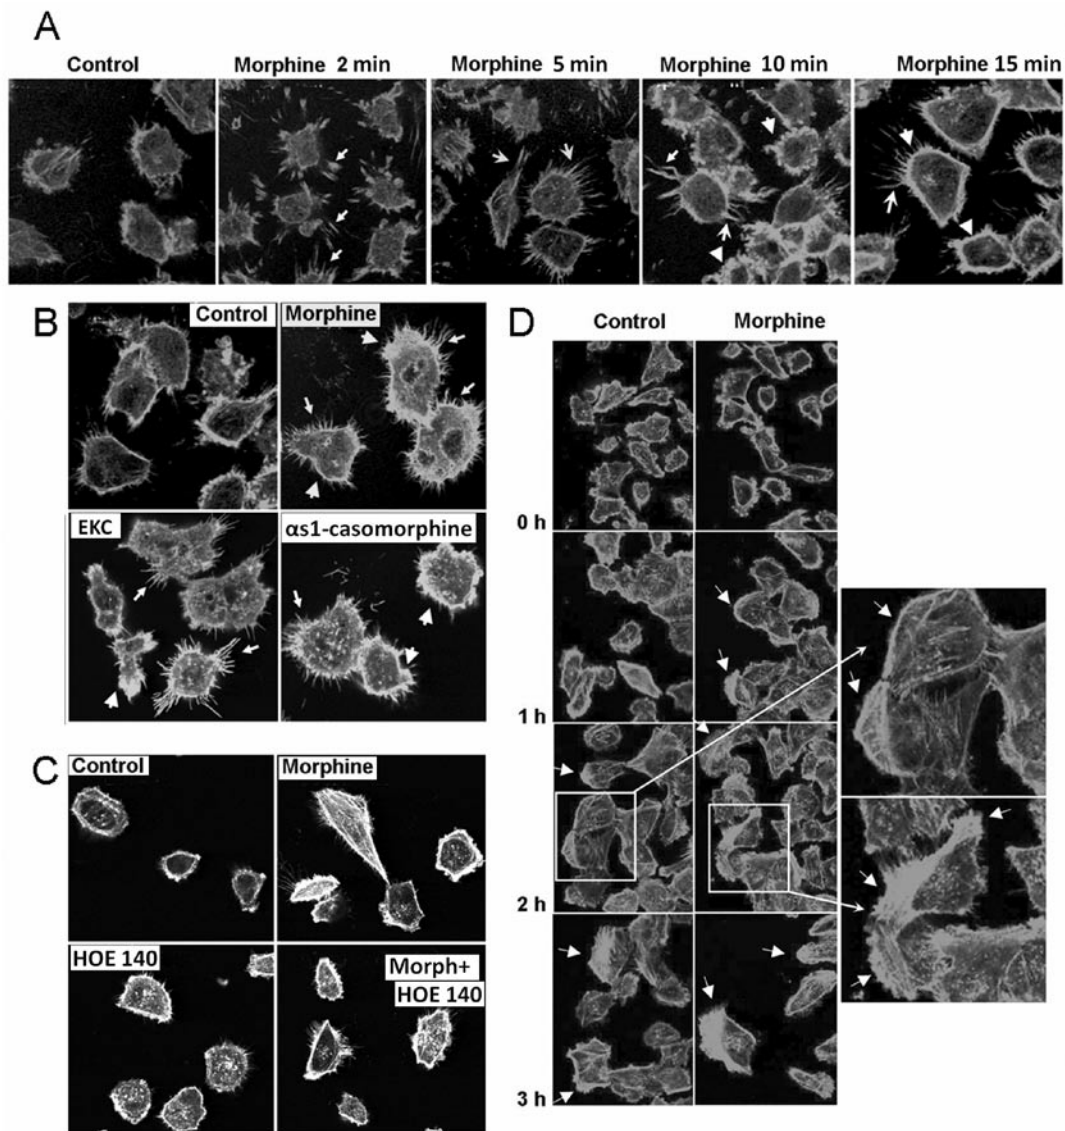 A
Control
Morphine 2 min
Morphine 5 min
Morphine 10 min
Morphine 15 min
B
Control
Morphine
EKC
αs1-casomorphine
C
Control
Morphine
HOE 140
Morph+
HOE 140
D
Control
Morphine
0 h
1 h
2 h
3 h